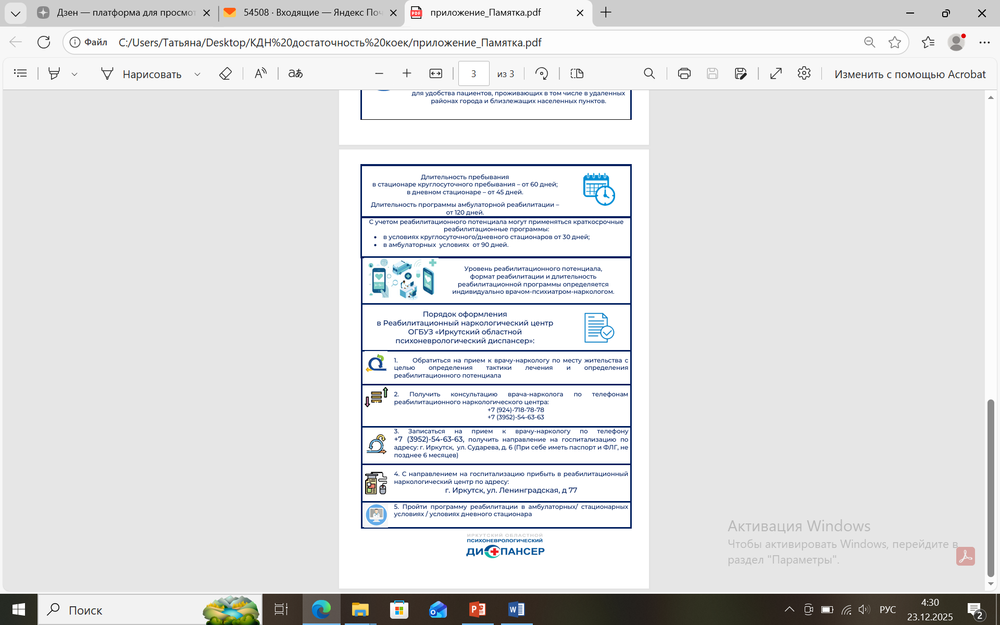 Дзен — платформа для просмот
54508 · Входящие — Яндекс Поч
приложение_Памятка.pdf
Файл
C:/Users/Татьяна/Desktop/КДН%20достаточность%20коек/приложение_Памятка.pdf
Нарисовать
3 из 3
Изменить с помощью Acrobat
для удобства пациентов, проживающих в том числе в удаленных
районах города и близлежащих населенных пунктов.
Длительность пребывания
в стационаре круглосуточного пребывания – от 60 дней;
в дневном стационаре – от 45 дней.
Длительность программы амбулаторной реабилитации –
от 120 дней.
С учетом реабилитационного потенциала могут применяться краткосрочные
реабилитационные программы:
• в условиях круглосуточного/дневного стационаров от 30 дней;
• в амбулаторных условиях от 90 дней.
Уровень реабилитационного потенциала,
формат реабилитации и длительность
реабилитационной программы определяется
индивидуально врачом-психиатром-наркологом.
Порядок оформления
в Реабилитационный наркологический центр
ОГБУЗ «Иркутский областной
психоневрологический диспансер»:
1. Обратиться на прием к врачу-наркологу по месту жительства с
целью определения тактики лечения и определения
реабилитационного потенциала
2. Получить консультацию врача-нарколога по телефонам
реабилитационного наркологического центра:
+7 (924)-718-78-78
+7 (3952)-54-63-63
3. Записаться на прием к врачу-наркологу по телефону
+7 (3952)-54-63-63, получить направление на госпитализацию по
адресу: г. Иркутск, ул. Сударева, д. 6 (При себе иметь паспорт и ФЛГ, не
позднее 6 месяцев)
4. С направлением на госпитализацию прибыть в реабилитационный
наркологический центр по адресу:
г. Иркутск, ул. Ленинградская, д 77
5. Пройти программу реабилитации в амбулаторных/ стационарных
условиях / условиях дневного стационара
ИРКУТСКИЙ ОБЛАСТНОЙ
ПСИХОНЕВРОЛОГИЧЕСКИЙ
ДИСПАНСЕР
Активация Windows
Чтобы активировать Windows, перейдите в
раздел "Параметры".
Поиск
РУС
4:30
23.12.2025
2